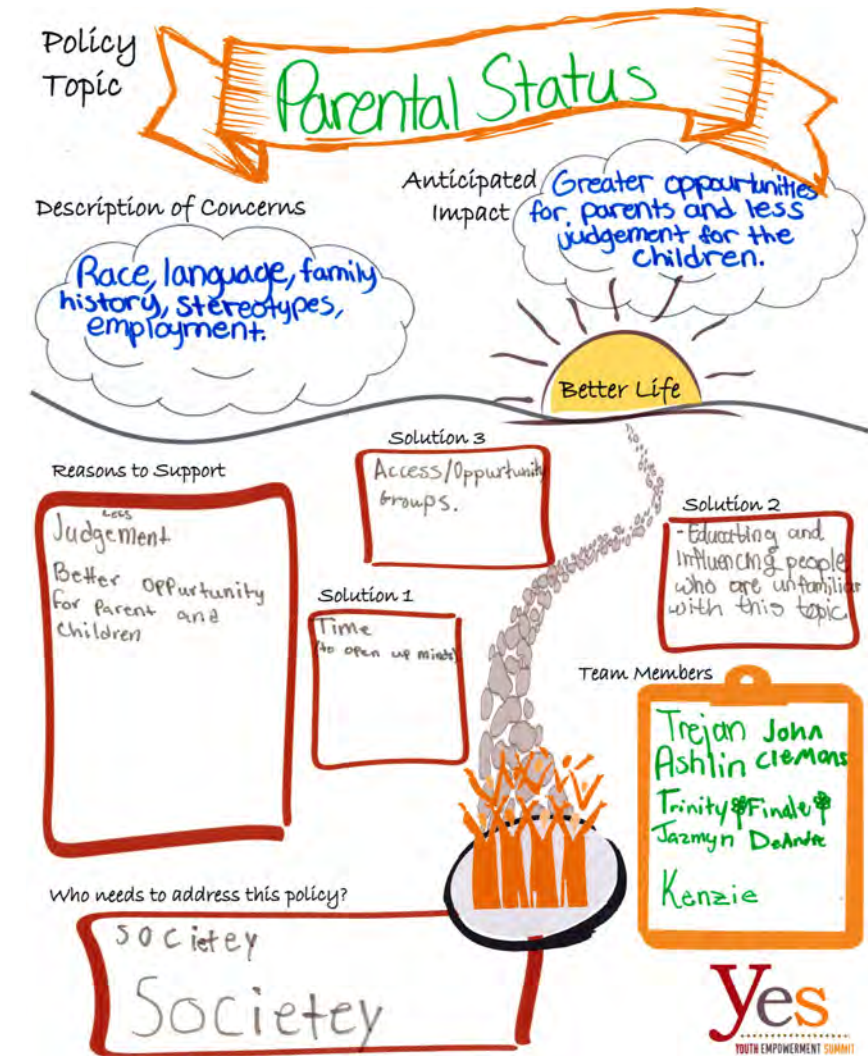 Policy
Topic
Parental Status
Description of Concerns
Race, language, family
history, stereotypes,
employment.
Anticipated
Impact
Greater oppourtunities
for parents and less
judgement for the
children.
Better Life
Reasons to Support
Less
Judgement
Better oppurtunity
for Parent and
Children
Solution 3
Access/Oppurtunity
Groups.
Solution 1
Time
(to open up minds)
Solution 2
-Educating and
influencing people
who are unfamiliar
with this topic
Team Members
Trejan John
Ashlin Clemons
Trinity Finale
Jazmyn DeAndre
Kenzie
Who needs to address this policy?
Societey
Societey
yes
YOUTH EMPOWERMENT SUMMIT